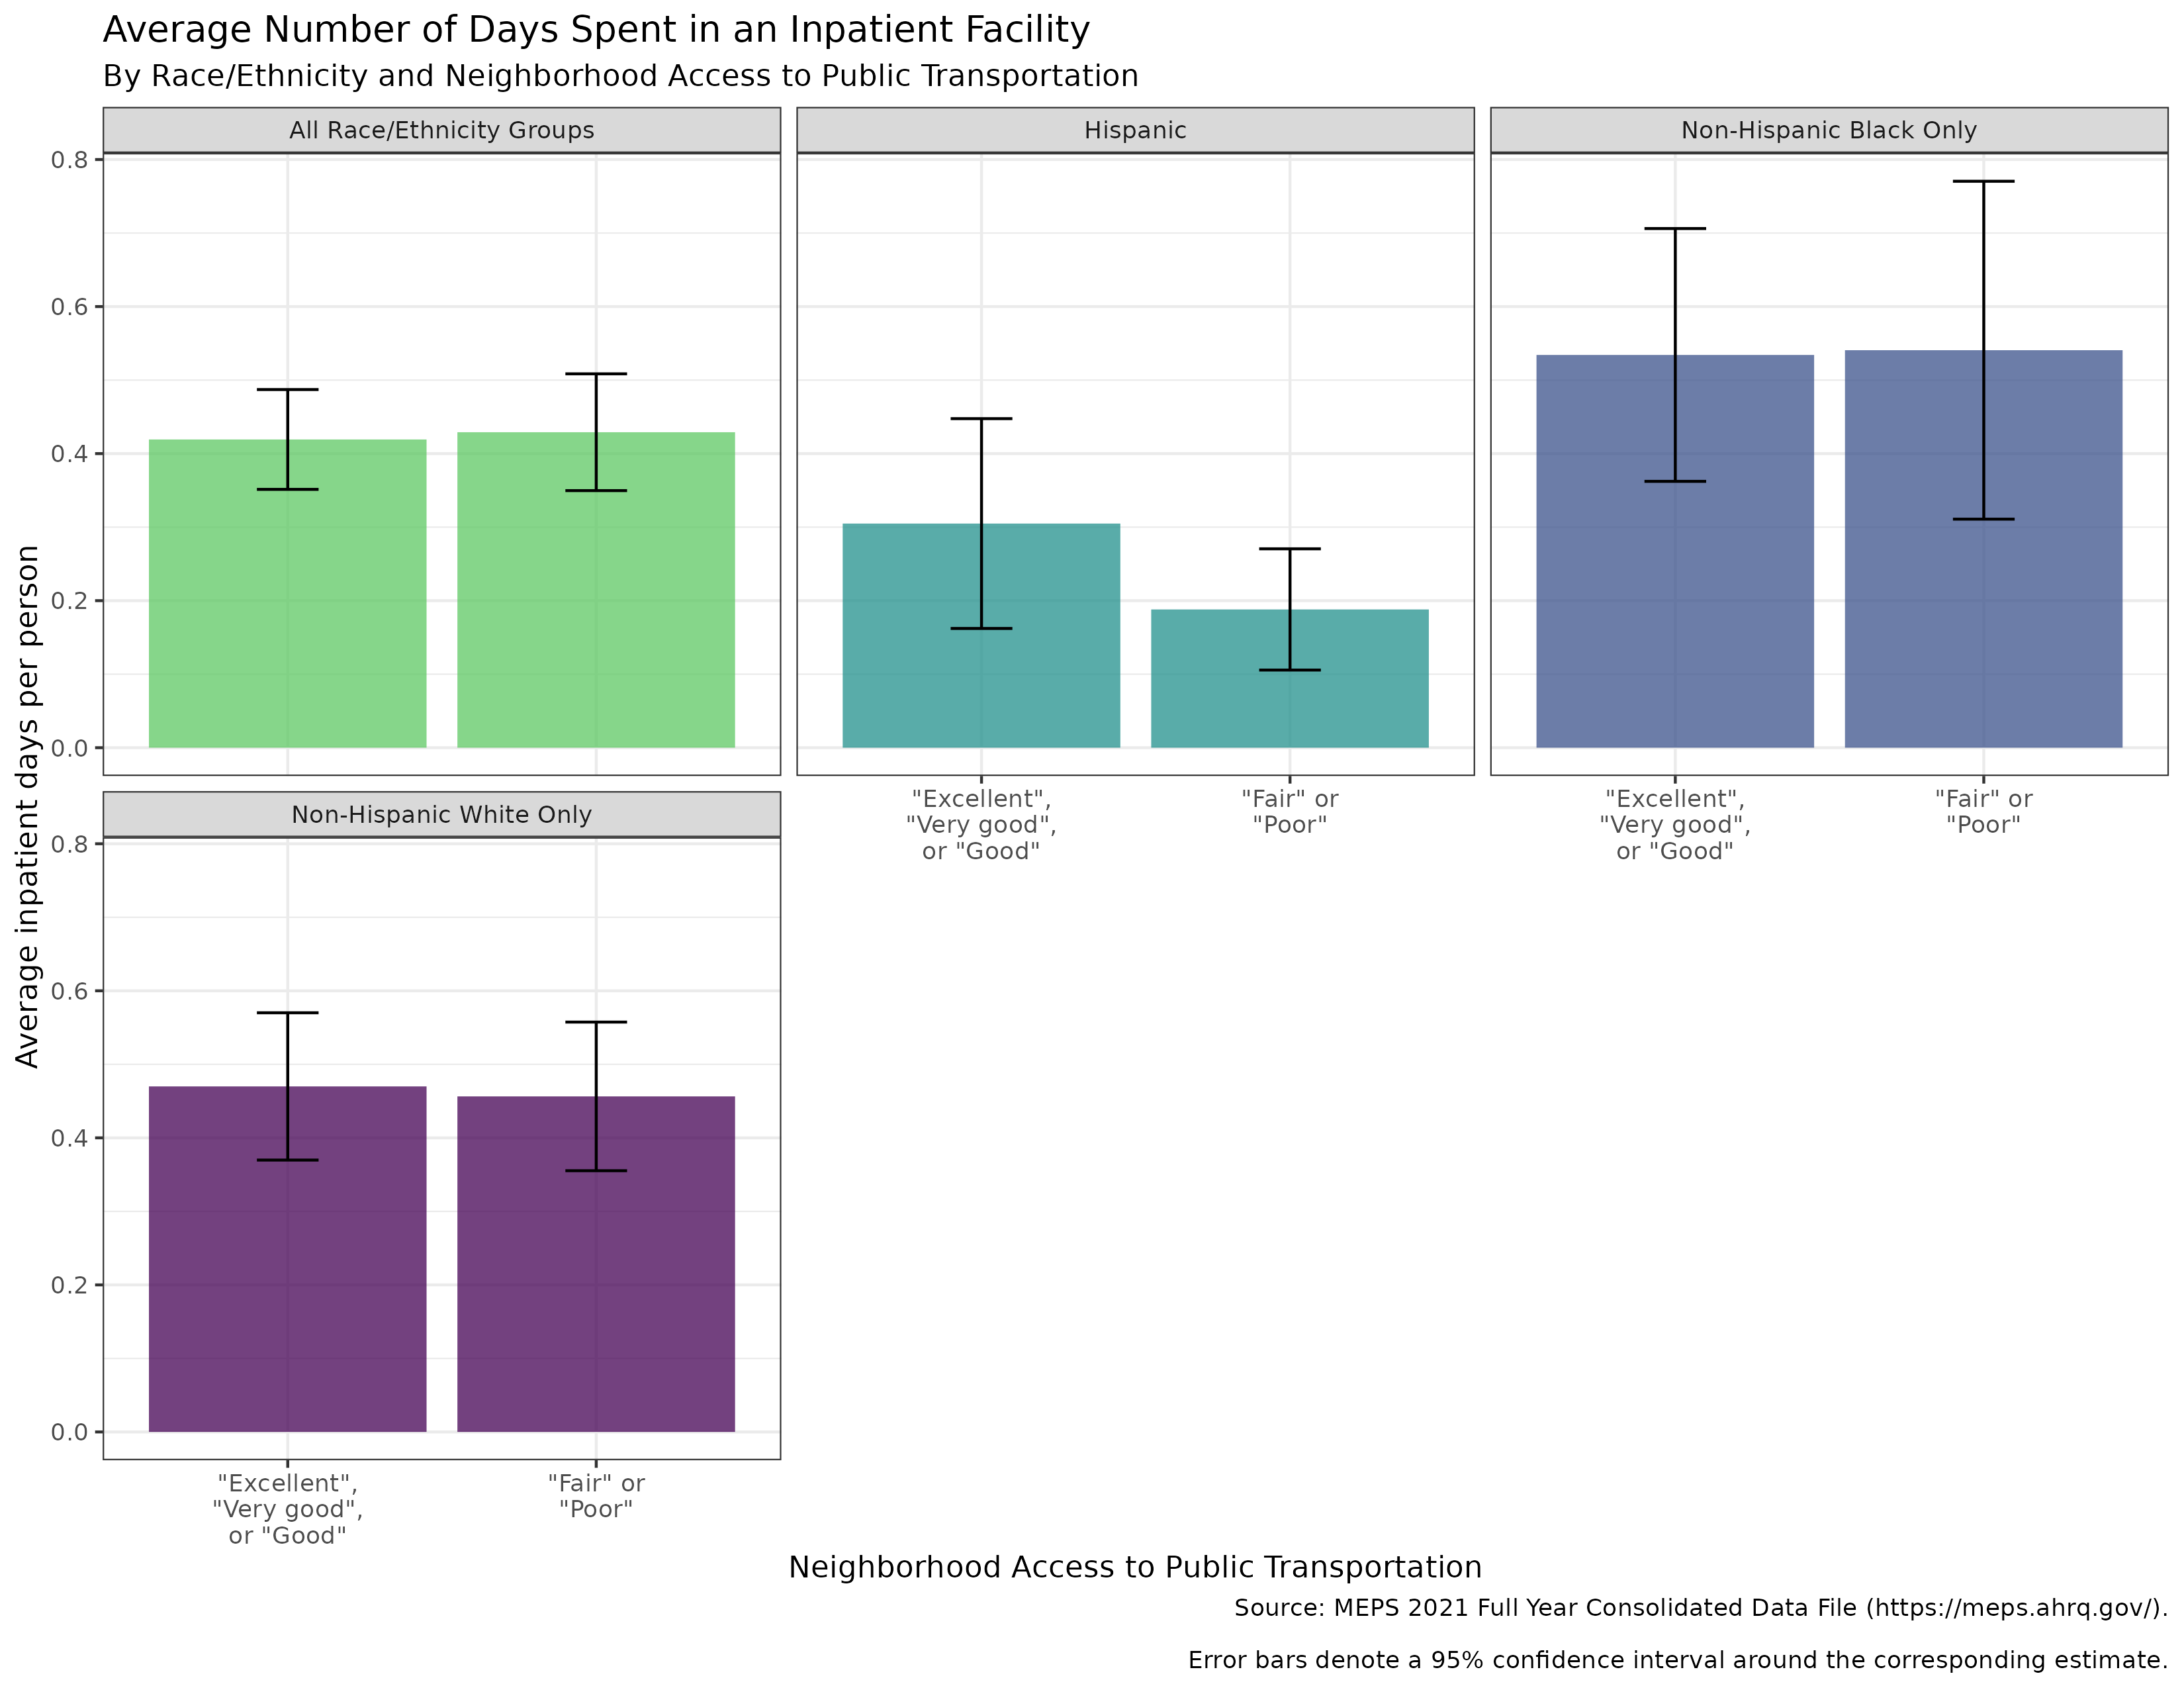 Average Number of Days Spent in an Inpatient Facility
By Race/Ethnicity and Neighborhood Access to Public Transportation
All Race/Ethnicity Groups
Hispanic
Non-Hispanic Black Only
0.8
0.6
0.4
0.2
0.0
"Excellent",
"Very good",
or "Good"
"Fair" or
"Poor"
"Excellent",
"Very good",
or "Good"
"Fair" or
"Poor"
Average inpatient days per person
Non-Hispanic White Only
0.8
0.6
0.4
0.2
0.0
"Excellent",
"Very good",
or "Good"
"Fair" or
"Poor"
Neighborhood Access to Public Transportation
Source: MEPS 2021 Full Year Consolidated Data File (https://meps.ahrq.gov/).
Error bars denote a 95% confidence interval around the corresponding estimate.